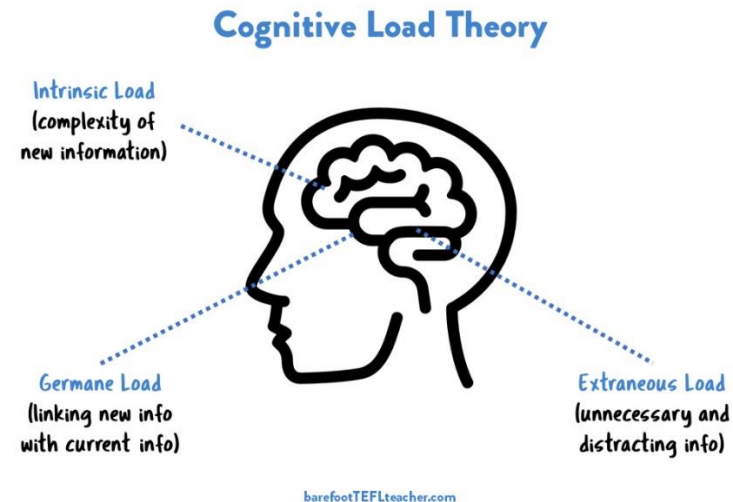 Cognitive Load Theory
Intrinsic Load
(complexity of
new information)
Germane Load
(linking new info
with current info)
Extraneous Load
(unnecessary and
distracting info)
barefootTEFLteacher.com